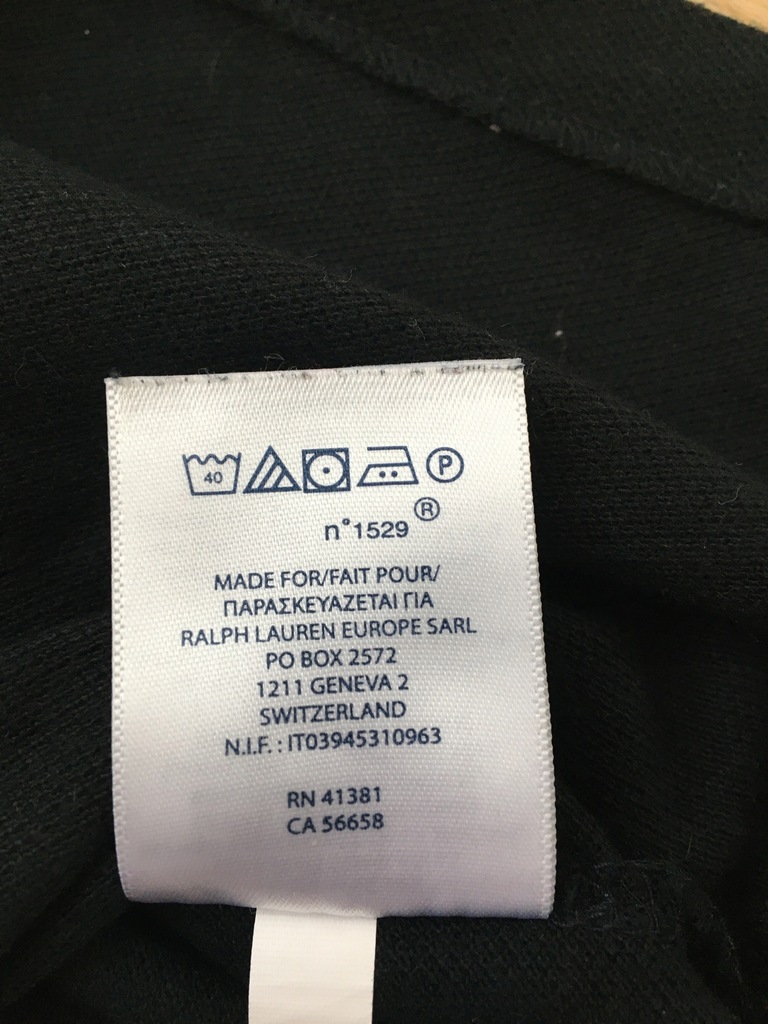 40 P
n°1529®
MADE FOR/FAIT POUR/
ΠΑΡΑΣΚΕΥΑΖΕΤΑΙ ΓΙΑ
RALPH LAUREN EUROPE SARL
PO BOX 2572
1211 GENEVA 2
SWITZERLAND
N.I.F. : IT03945310963
RN 41381
CA 56658